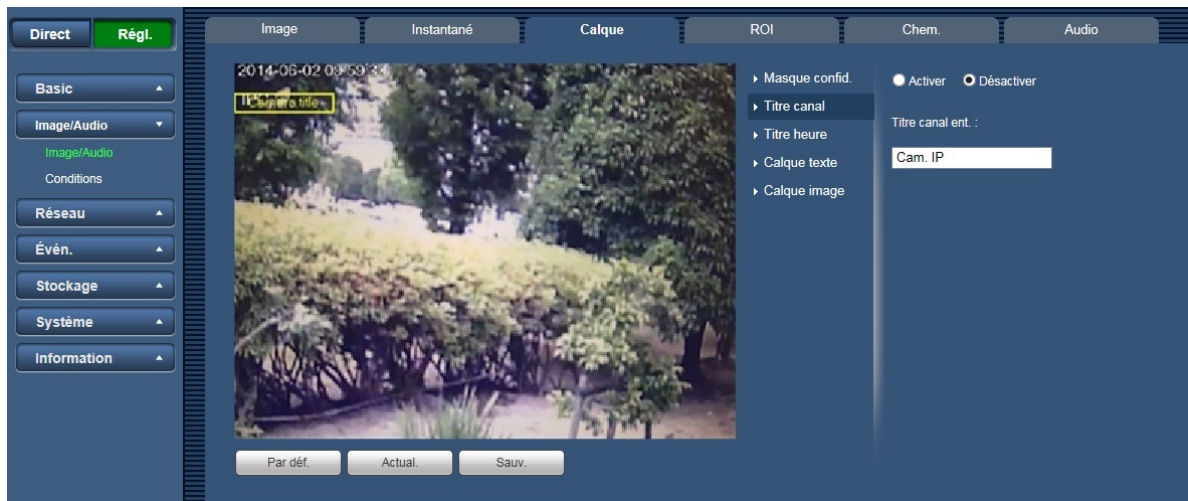 Direct
Régl.
Image
Instantané
Calque
ROI
Chem.
Audio
Basic
Image/Audio
Image/Audio
Conditions
Réseau
Évén.
Stockage
Système
Information
2014-06-02 09:59:33
Camera title
Masque confid.
Titre canal
Titre heure
Calque texte
Calque image
Activer
Désactiver
Titre canal ent. :
Cam. IP
Par déf.
Actual.
Sauv.